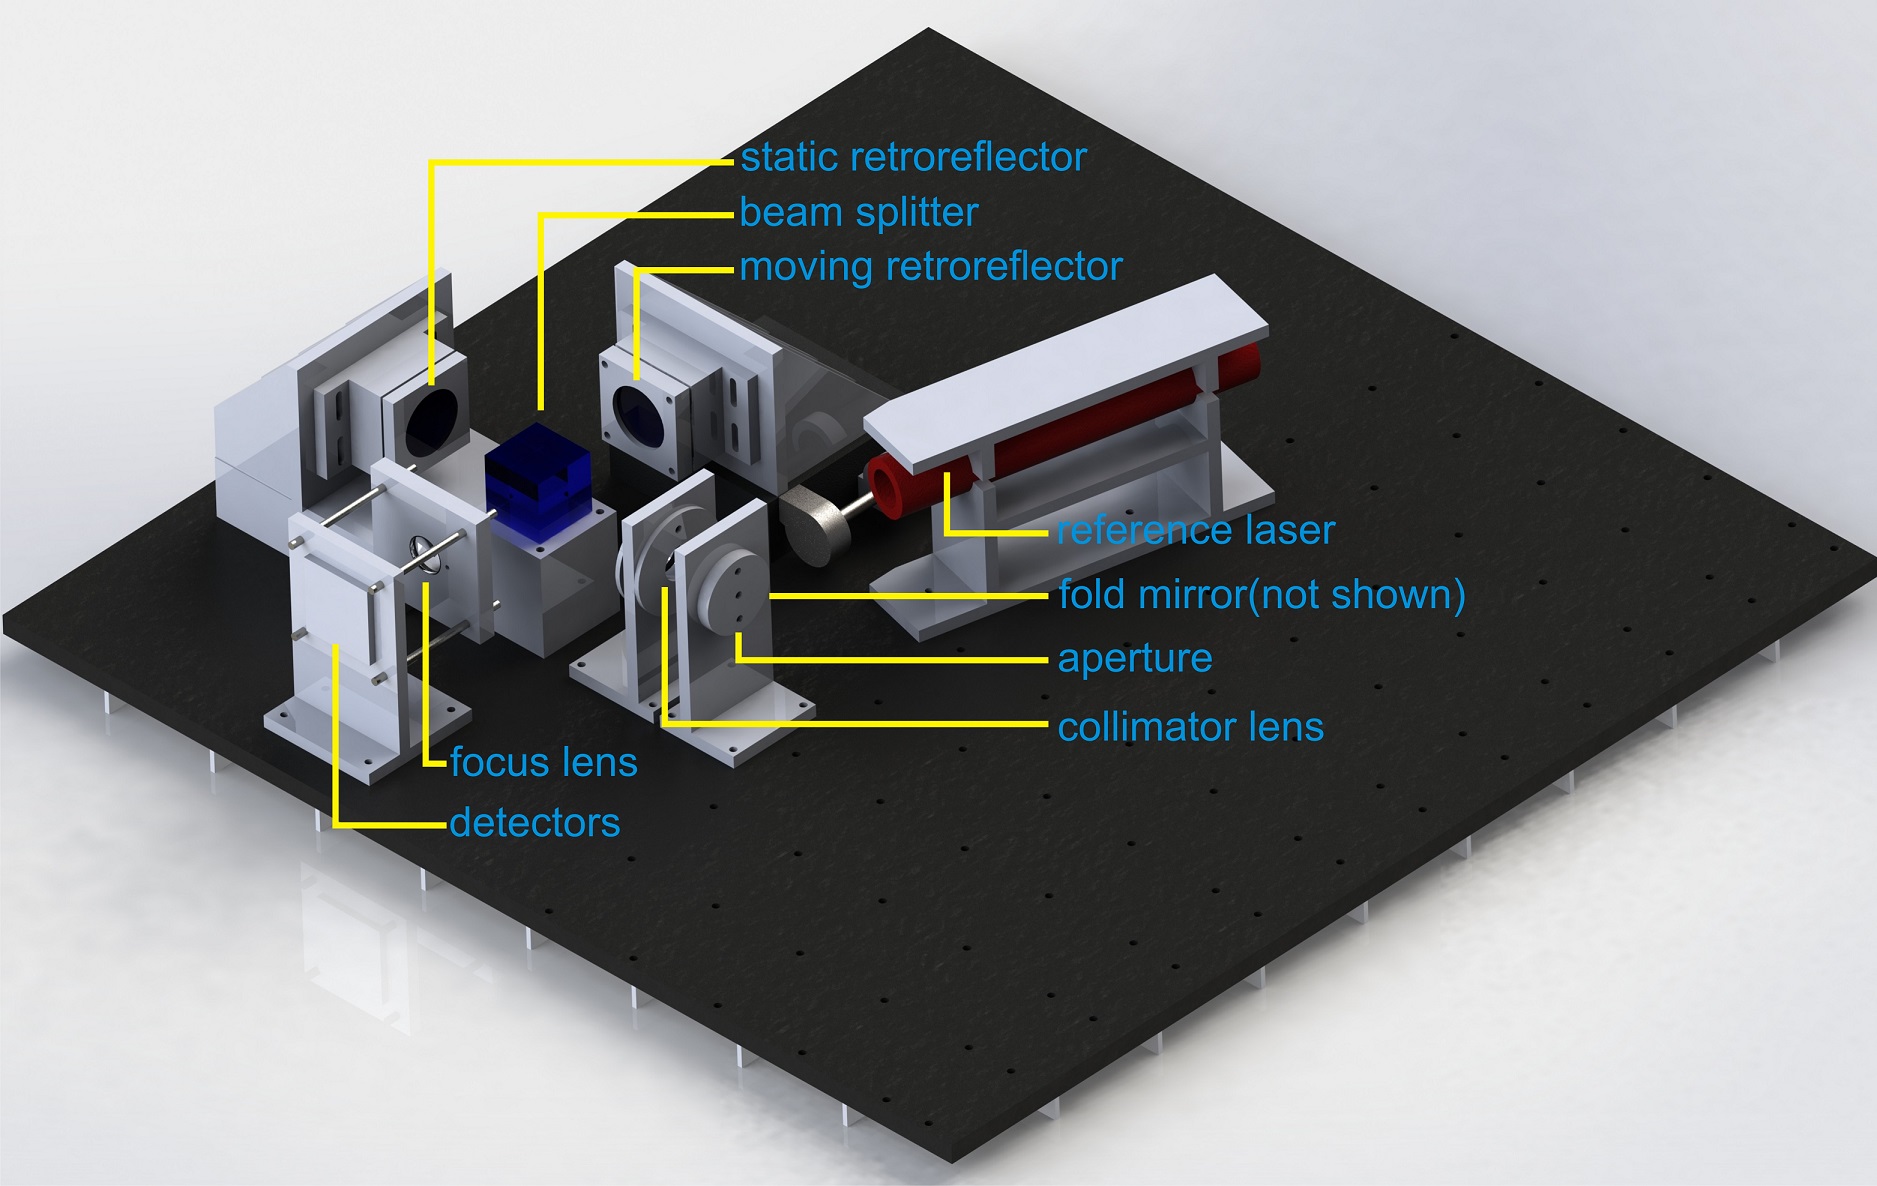 static retroreflector
beam splitter
moving retroreflector
reference laser
fold mirror(not shown)
aperture
collimator lens
focus lens
detectors